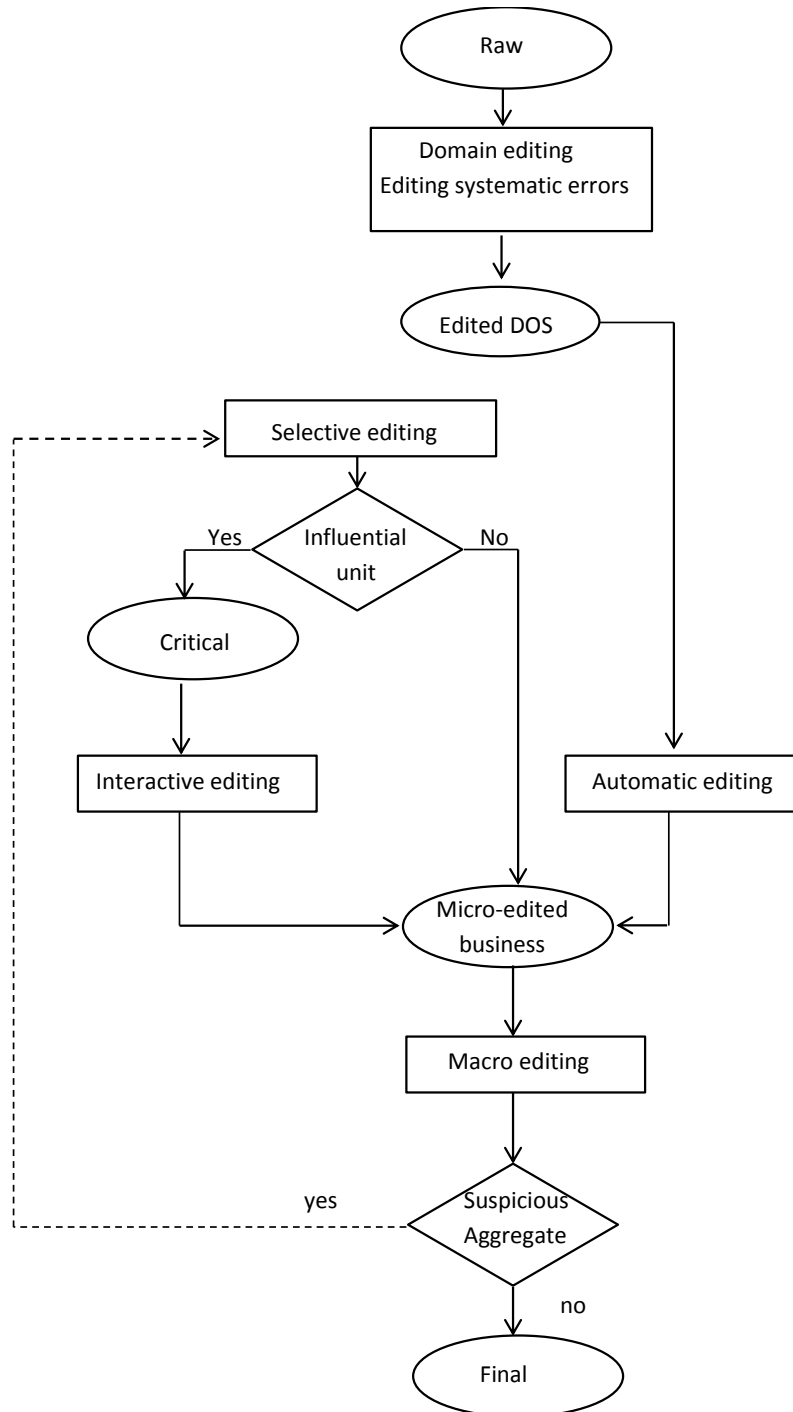 Raw
Domain editing
Editing systematic errors
Edited DOS
Selective editing
Yes
Influential
unit
No
Critical
Interactive editing
Automatic editing
Micro-edited
business
Macro editing
yes
Suspicious
Aggregate
no
Final